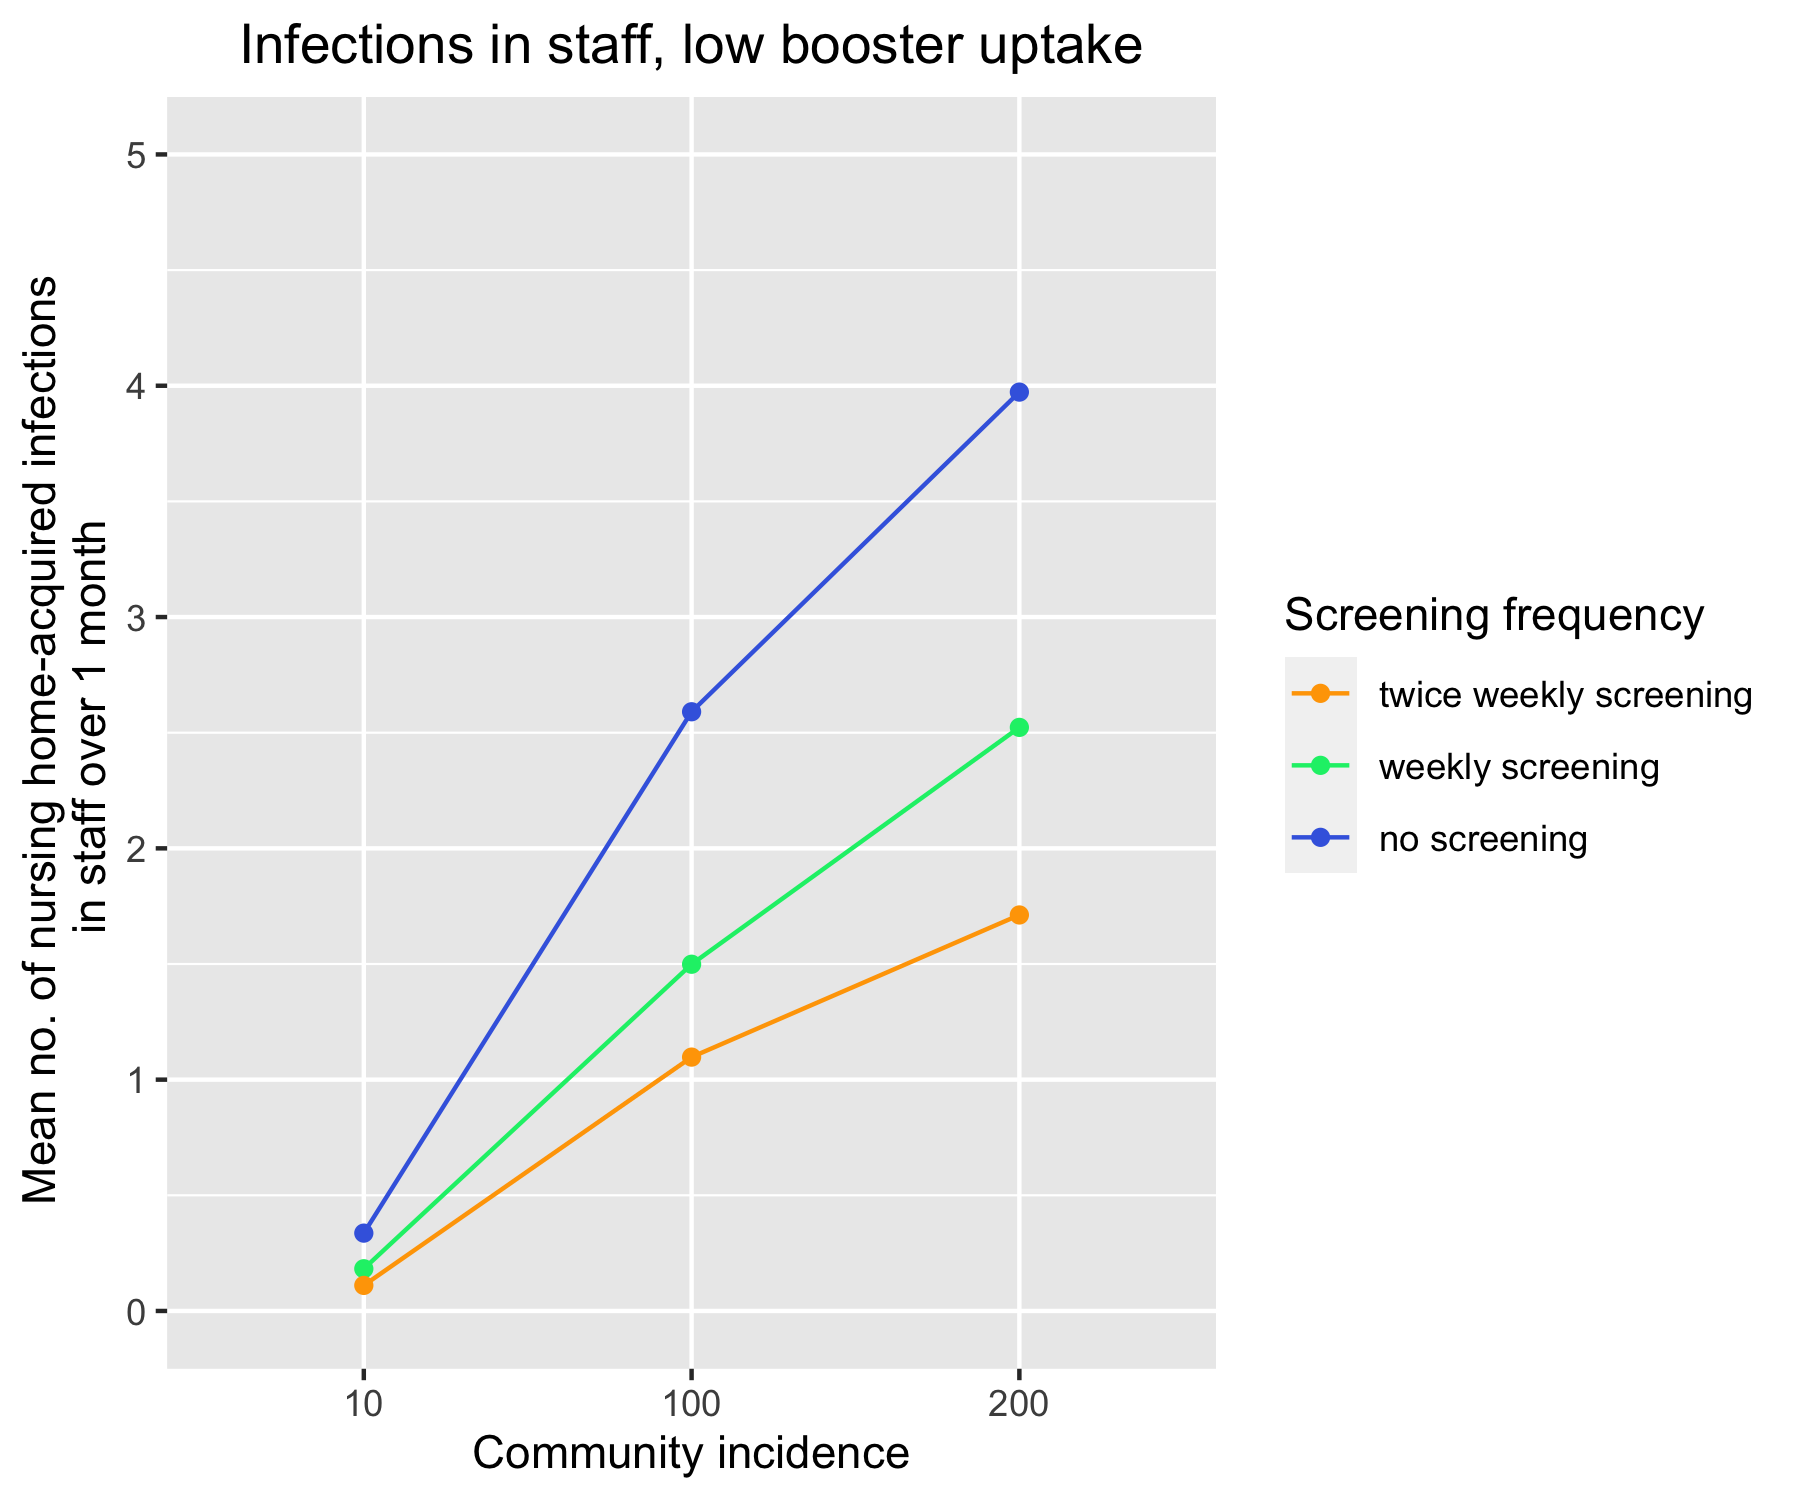 Infections in staff, low booster uptake
Mean no. of nursing home-acquired infections
in staff over 1 month
5
4
3
2
1
0
10
100
200
Community incidence
Screening frequency
twice weekly screening
weekly screening
no screening